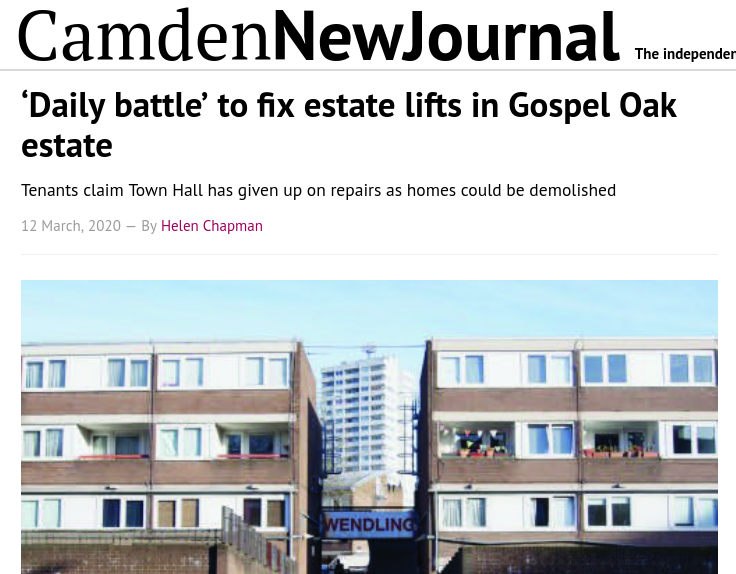 CamdenNewJournal The independen
‘Daily battle’ to fix estate lifts in Gospel Oak
estate
Tenants claim Town Hall has given up on repairs as homes could be demolished
12 March, 2020 — By Helen Chapman
WENDLING